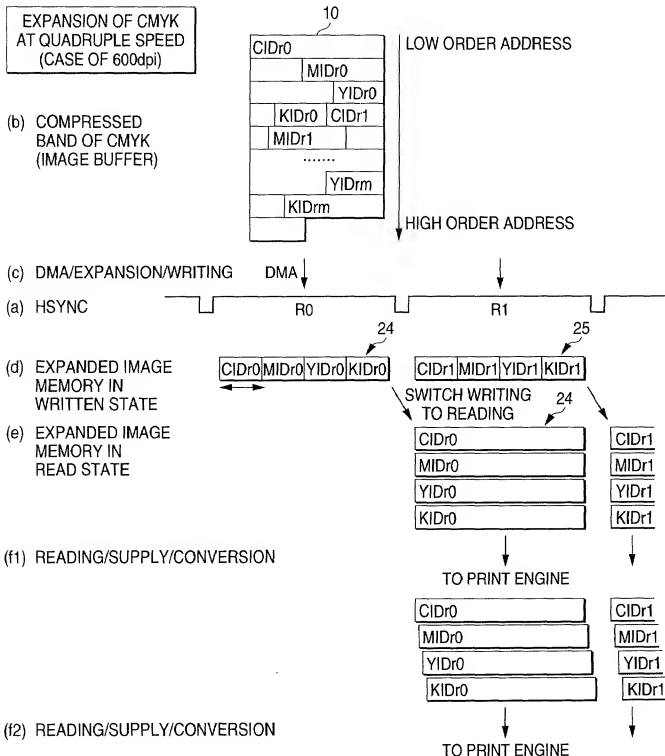 EXPANSION OF CMYK
AT QUADRUPLE SPEED
(CASE OF 600dpi)
10
LOW ORDER ADDRESS
CIDr0
MIDr0
YIDr0
KIDr0 CIDr1
MIDr1
.......
YIDrm
KIDrm
HIGH ORDER ADDRESS
(b) COMPRESSED
BAND OF CMYK
(IMAGE BUFFER)
(c) DMA/EXPANSION/WRITING DMA
(a) HSYNC R0 R1
24 25
(d) EXPANDED IMAGE
MEMORY IN
WRITTEN STATE
CIDr0 MIDr0 YIDr0 KIDr0 CIDr1 MIDr1 YIDr1 KIDr1
SWITCH WRITING
TO READING
24
(e) EXPANDED IMAGE
MEMORY IN
READ STATE
CIDr0 CIDr1
MIDr0 MIDr1
YIDr0 YIDr1
KIDr0 KIDr1
(f1) READING/SUPPLY/CONVERSION
TO PRINT ENGINE
CIDr0 CIDr1
MIDr0 MIDr1
YIDr0 YIDr1
KIDr0 KIDr1
(f2) READING/SUPPLY/CONVERSION
TO PRINT ENGINE